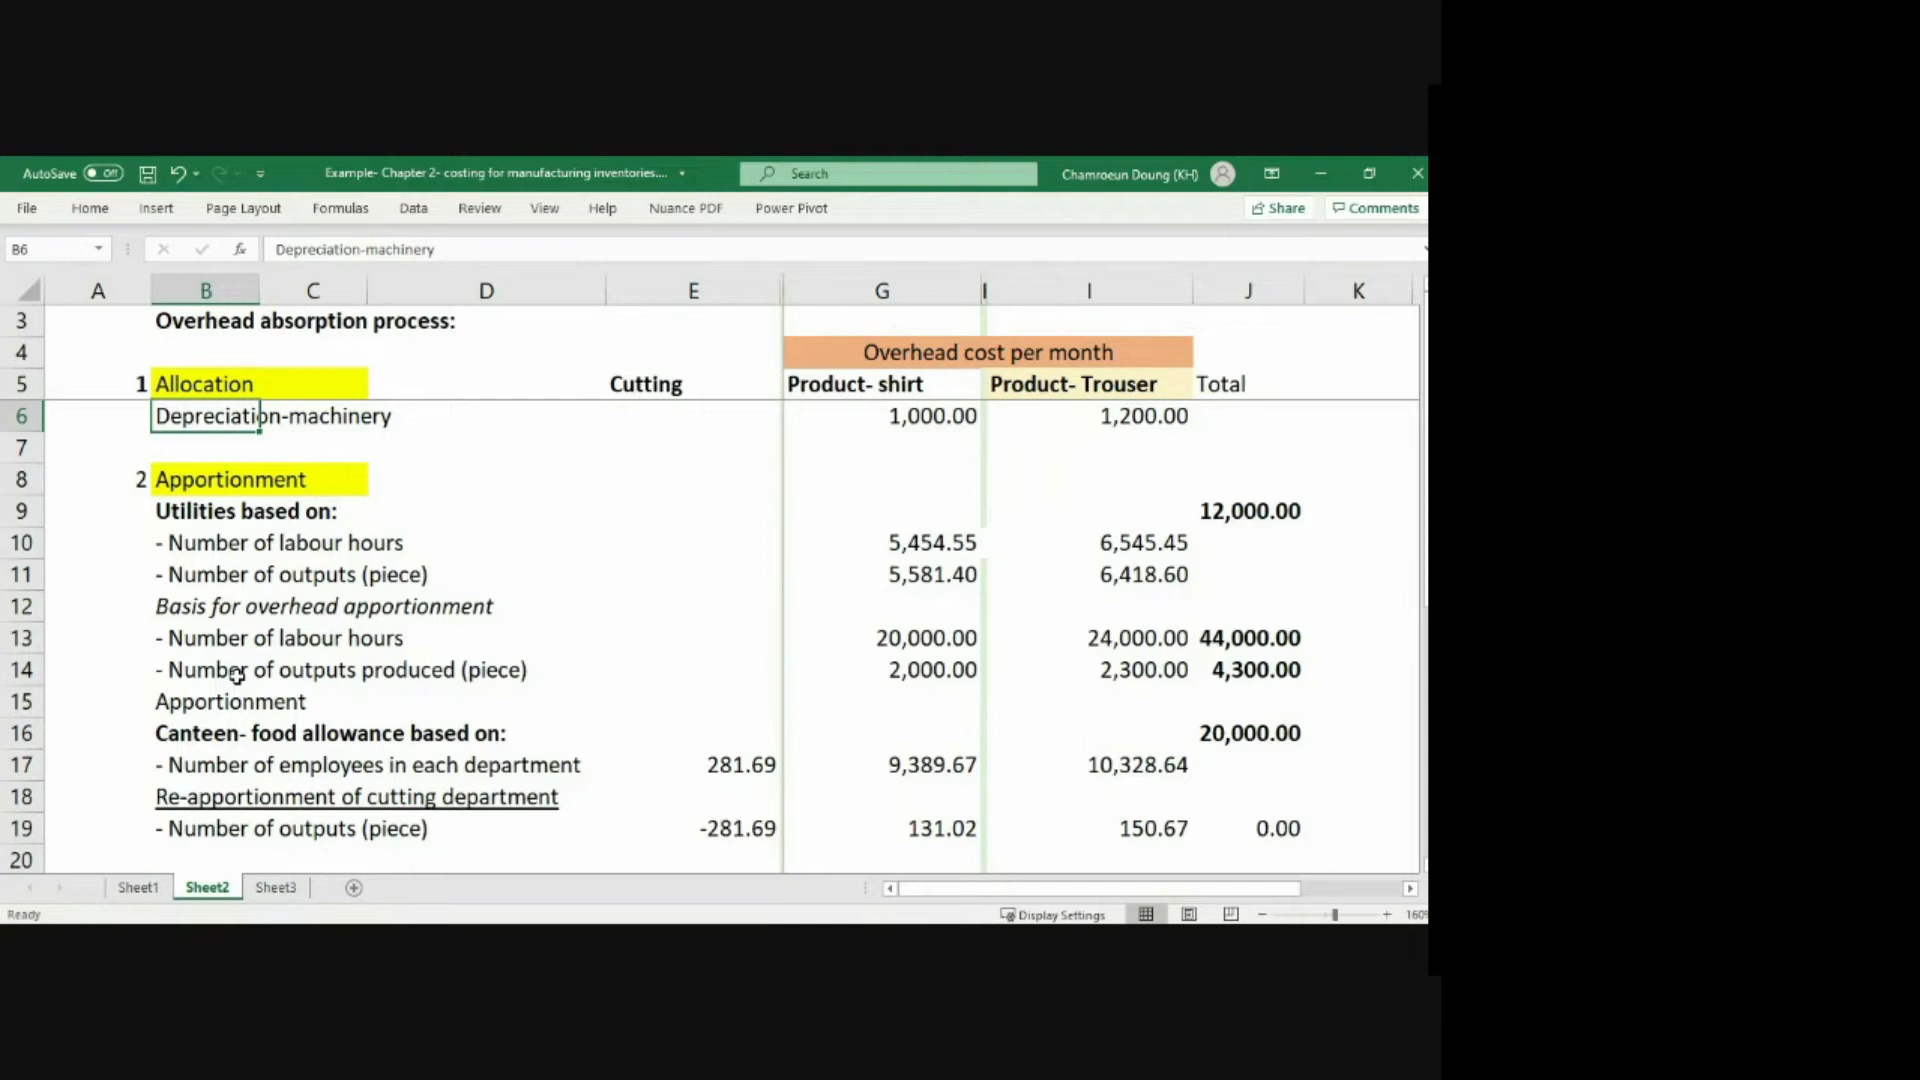 AutoSave Off Example- Chapter 2- costing for manufacturing inventories.... Search Chamroeun Doung (KH)
File Home Insert Page Layout Formulas Data Review View Help Nuance PDF Power Pivot Share Comments
B6 fx Depreciation-machinery
A B C D E G I I J K
3 Overhead absorption process:
4 Overhead cost per month
5 1 Allocation Cutting Product- shirt Product- Trouser Total
6 Depreciation-machinery 1,000.00 1,200.00
7
8 2 Apportionment
9 Utilities based on: 12,000.00
10 - Number of labour hours 5,454.55 6,545.45
11 - Number of outputs (piece) 5,581.40 6,418.60
12 Basis for overhead apportionment
13 - Number of labour hours 20,000.00 24,000.00 44,000.00
14 - Number of outputs produced (piece) 2,000.00 2,300.00 4,300.00
15 Apportionment
16 Canteen- food allowance based on: 20,000.00
17 - Number of employees in each department 281.69 9,389.67 10,328.64
18 Re-apportionment of cutting department
19 - Number of outputs (piece) -281.69 131.02 150.67 0.00
20
Sheet1 Sheet2 Sheet3
Ready Display Settings 160%